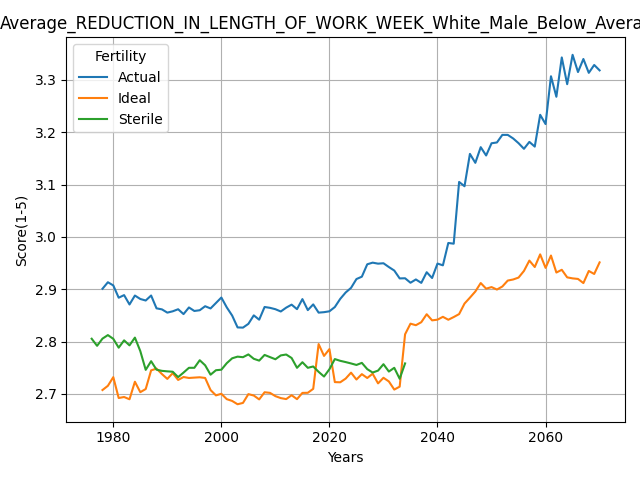 Average_REDUCTION_IN_LENGTH_OF_WORK_WEEK_White_Male_Below_Avera
Fertility
Actual
Ideal
Sterile
3.3
3.2
3.1
3.0
2.9
2.8
2.7
Score(1-5)
1980
2000
2020
2040
2060
Years